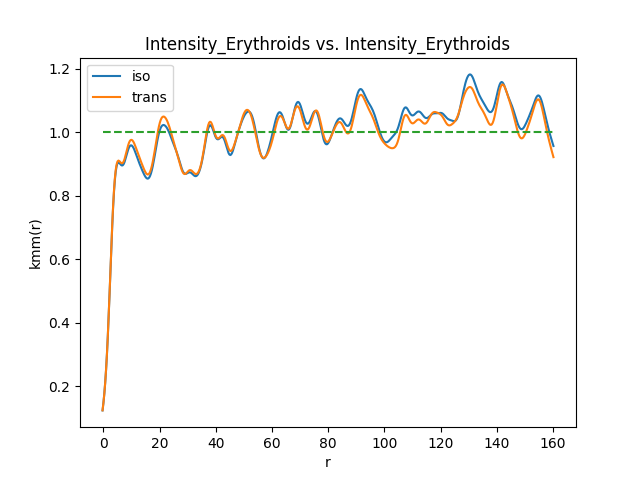 Intensity_Erythroids vs. Intensity_Erythroids
iso
trans
kmm(r)
1.2
1.0
0.8
0.6
0.4
0.2
0 20 40 60 80 100 120 140 160
r